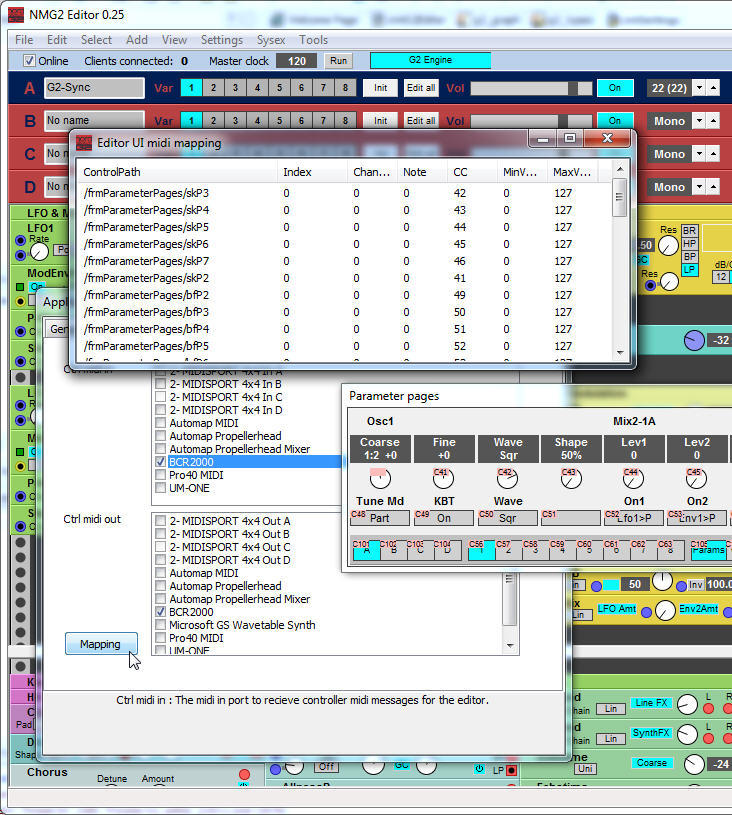 NMG2 Editor 0.25
File Edit Select Add View Settings Sysex Tools
Online Clients connected: 0 Master clock 120 Run G2 Engine
A G2-Sync Var 1 2 3 4 5 6 7 8 Init Edit all Vol On 22 (22)
B No name Var 1 2 3 4 5 6 7 8 Init Edit all Vol On Mono
C Mono
D Mono
Editor UI midi mapping
ControlPath Index Chan... Note CC MinV... MaxV...
/frmParameterPages/skP3 0 0 0 42 0 127
/frmParameterPages/skP4 0 0 0 43 0 127
/frmParameterPages/skP5 0 0 0 44 0 127
/frmParameterPages/skP6 0 0 0 45 0 127
/frmParameterPages/skP7 0 0 0 46 0 127
/frmParameterPages/skP2 0 0 0 41 0 127
/frmParameterPages/bfP2 0 0 0 49 0 127
/frmParameterPages/bfP3 0 0 0 50 0 127
/frmParameterPages/bfP4 0 0 0 51 0 127
/frmParameterPages/bfP5 0 0 0 52 0 127
LFO1
Rate
Res BR
HP
BP
LP
Res
dB/
12
-32
2- MIDISPORT 4x4 In A
2- MIDISPORT 4x4 In B
2- MIDISPORT 4x4 In C
2- MIDISPORT 4x4 In D
Automap MIDI
Automap Propellerhead
Automap Propellerhead Mixer
BCR2000
Pro40 MIDI
UM-ONE
Ctrl midi out
2- MIDISPORT 4x4 Out A
2- MIDISPORT 4x4 Out B
2- MIDISPORT 4x4 Out C
2- MIDISPORT 4x4 Out D
Automap MIDI
Automap Propellerhead
Automap Propellerhead Mixer
BCR2000
Microsoft GS Wavetable Synth
Pro40 MIDI
UM-ONE
Mapping
Ctrl midi in : The midi in port to recieve controller midi messages for the editor.
Parameter pages
Osc1 Mix2-1A
Coarse Fine Wave Shape Lev1 Lev2
1:2 +0 +0 Sqr 50% 0 0
C41 C42 C43 C44 C45
Tune Md KBT Wave On1 On2
C48 Part C49 On C50 Sqr C51 C52 Lfo1>P C53 Env1>P
C101 A C102 B C103 C C104 D C56 1 C57 2 C58 3 C59 4 C60 5 C61 6 C62 7 C63 8 C105 Params
50 Inv 100.0
Lin LFO Amt Env2Amt
Lin Line FX L R
Lin SynthFX L R
Uni Coarse -24
Chorus
Detune Amount
Off GC LP